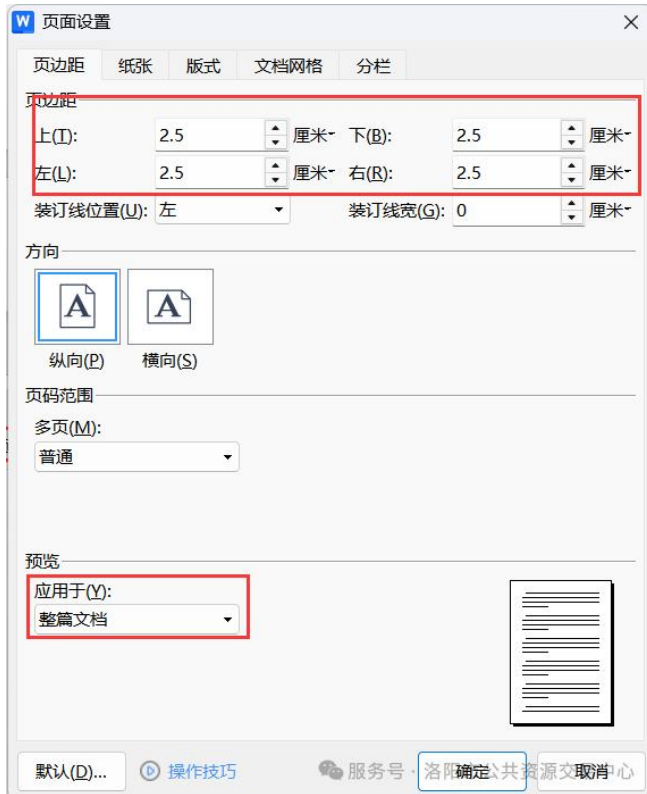 页面设置
页边距 纸张 版式 文档网格 分栏
页边距
上(T): 2.5 厘米 下(B): 2.5 厘米
左(L): 2.5 厘米 右(R): 2.5 厘米
装订线位置(U): 左 装订线宽(G): 0 厘米
方向
A A
纵向(P) 横向(S)
页码范围
多页(M):
普通
预览
应用于(Y):
整篇文档
默认(D)... 操作技巧 确定 取消
服务号 · 洛阳 公共资源交 中心